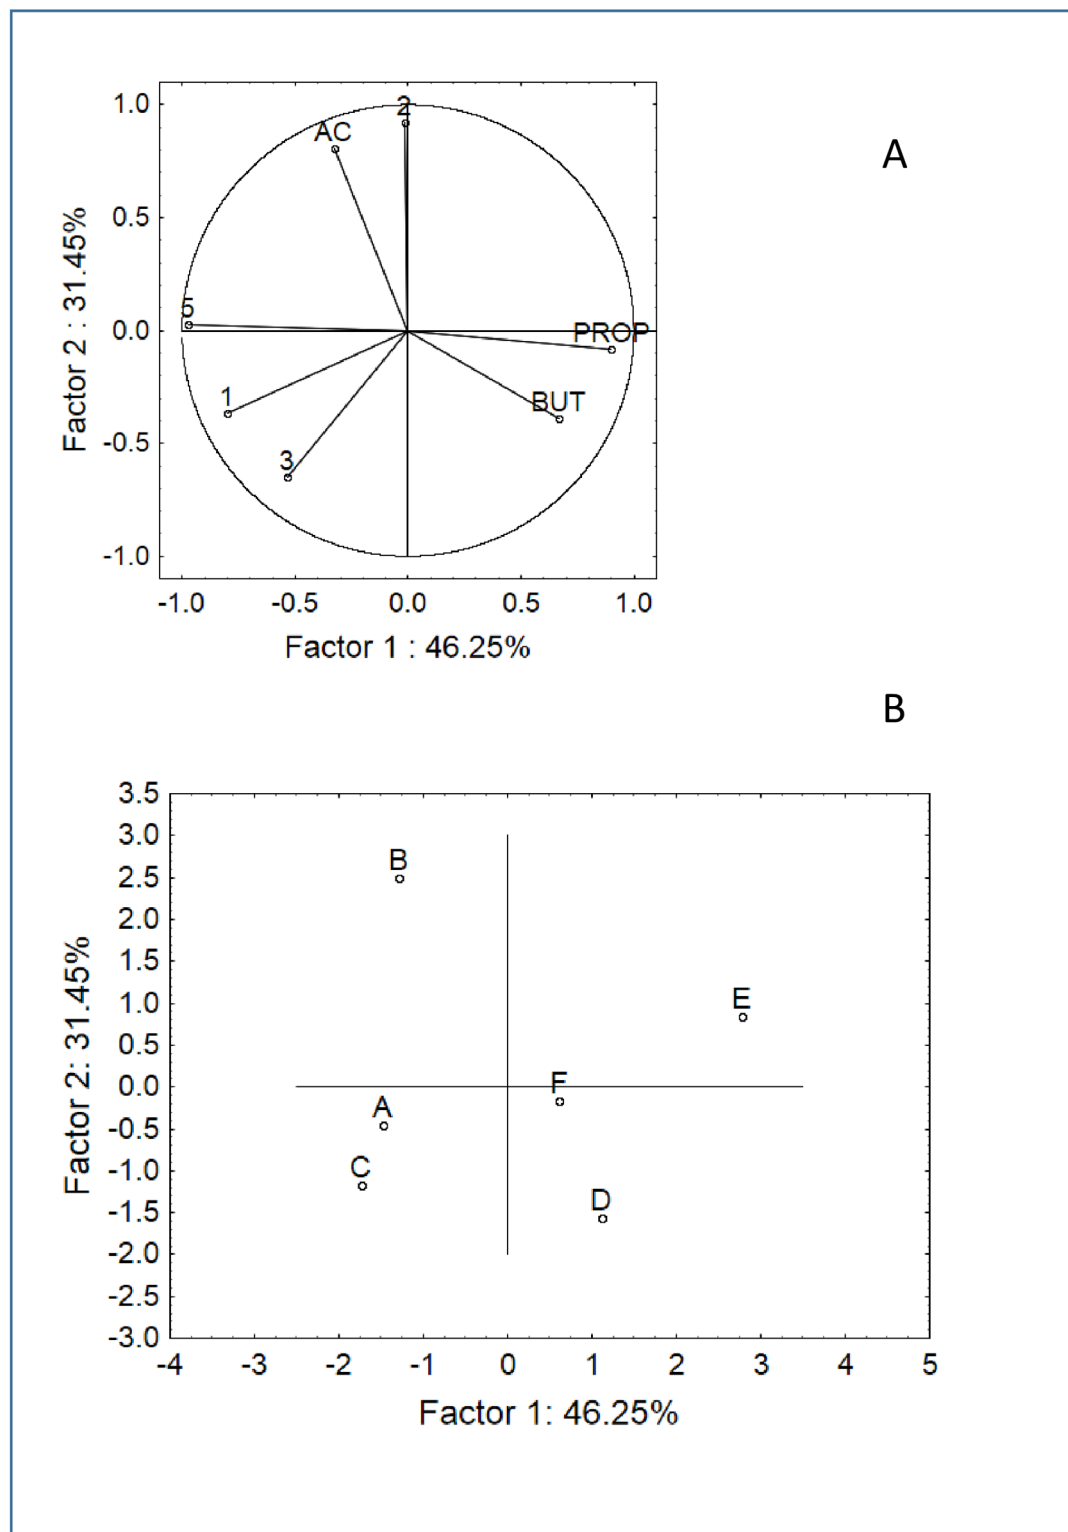 A
1.0
0.5
0.0
-0.5
-1.0
Factor 2 : 31.45%
2
AC
5
PROP
1
BUT
3
-1.0 -0.5 0.0 0.5 1.0
Factor 1 : 46.25%
B
3.5
3.0
2.5
2.0
1.5
1.0
0.5
0.0
-0.5
-1.0
-1.5
-2.0
-2.5
-3.0
Factor 2: 31.45%
B
E
F
A
C
D
-4 -3 -2 -1 0 1 2 3 4 5
Factor 1: 46.25%